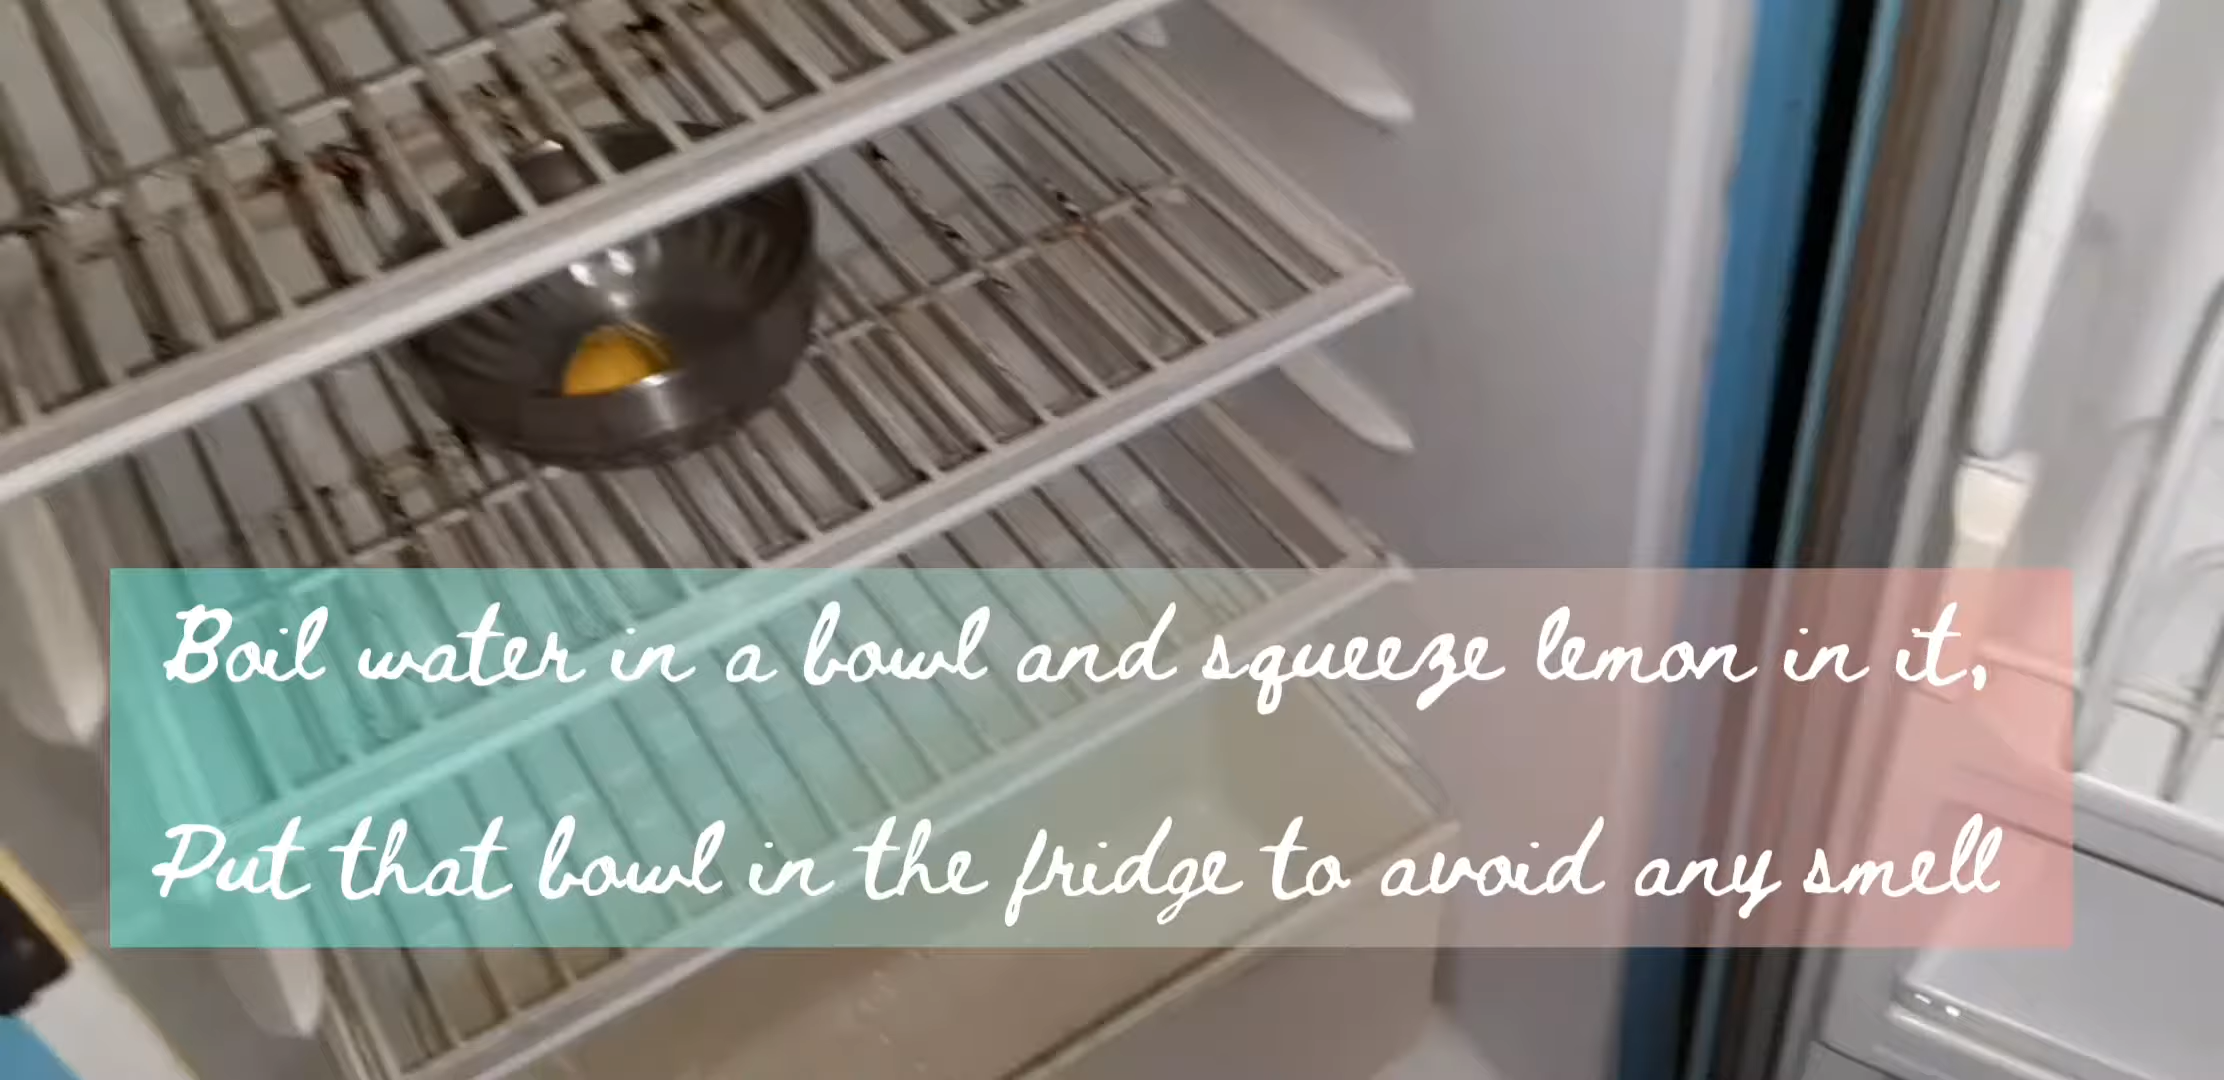 Boil water in a bowl and squeeze lemon in it,
Put that bowl in the fridge to avoid any smell